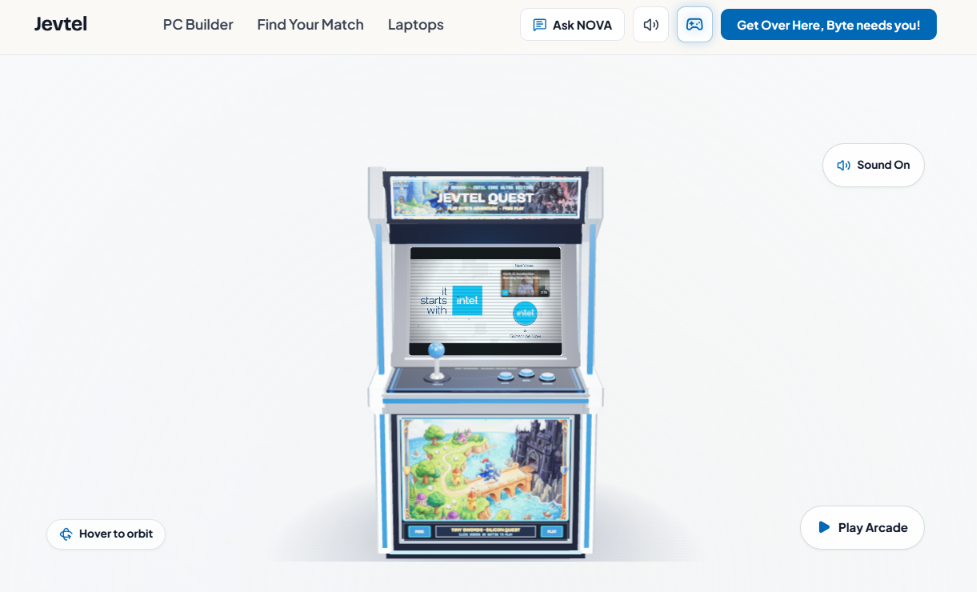 Jevtel
PC Builder
Find Your Match
Laptops
Ask NOVA
Get Over Here, Byte needs you!
Sound On
JEVTEL QUEST
it
starts
with
intel
intel
Hover to orbit
Play Arcade